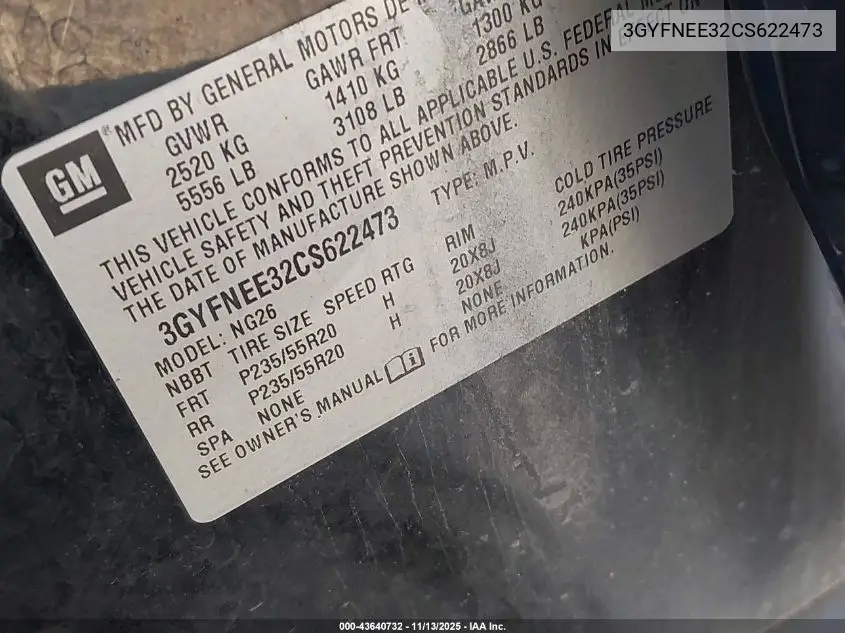 3GYFNEE32CS622473
GM
MFD BY GENERAL MOTORS DE
GVWR GAWR FRT
2520 KG 1410 KG 1300 KG
5556 LB 3108 LB 2866 LB
THIS VEHICLE CONFORMS TO ALL APPLICABLE U.S. FEDERAL
VEHICLE SAFETY AND THEFT PREVENTION STANDARDS IN EFFECT ON
THE DATE OF MANUFACTURE SHOWN ABOVE.
3GYFNEE32CS622473 TYPE: M.P.V.
MODEL: NG26
NBBT TIRE SIZE SPEED RTG RIM COLD TIRE PRESSURE
FRT P235/55R20 H 20X8J 240KPA(35PSI)
RR P235/55R20 H 20X8J 240KPA(35PSI)
SPA NONE NONE KPA(PSI)
SEE OWNER'S MANUAL FOR MORE INFORMATION.
000-43640732 - 11/13/2025 - IAA Inc.